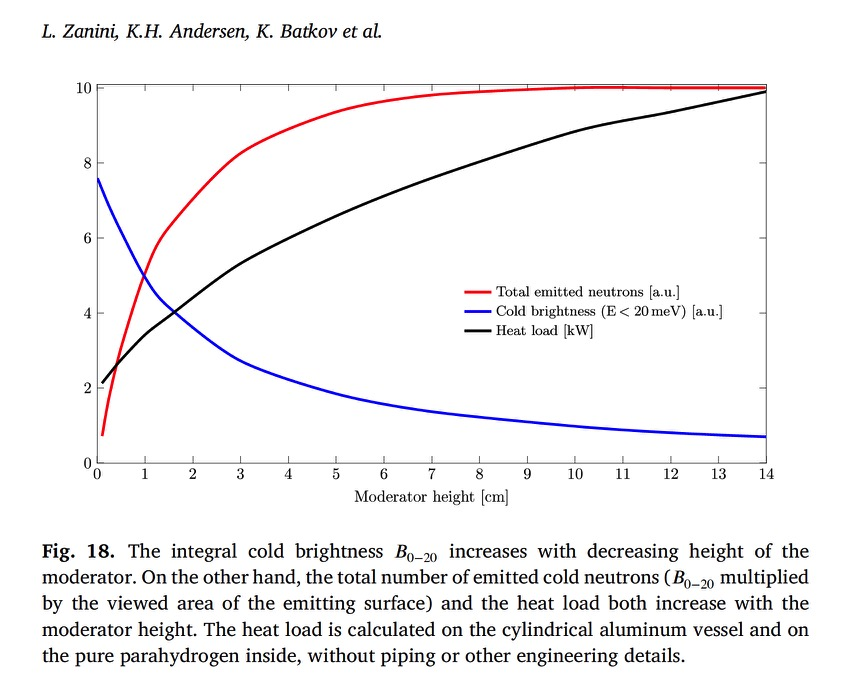 L. Zanini, K.H. Andersen, K. Batkov et al.
10
8
6
4
2
0
Total emitted neutrons [a.u.]
Cold brightness (E < 20 meV) [a.u.]
Heat load [kW]
0 1 2 3 4 5 6 7 8 9 10 11 12 13 14
Moderator height [cm]
Fig. 18. The integral cold brightness B0−20 increases with decreasing height of the
moderator. On the other hand, the total number of emitted cold neutrons (B0−20 multiplied
by the viewed area of the emitting surface) and the heat load both increase with the
moderator height. The heat load is calculated on the cylindrical aluminum vessel and on
the pure parahydrogen inside, without piping or other engineering details.